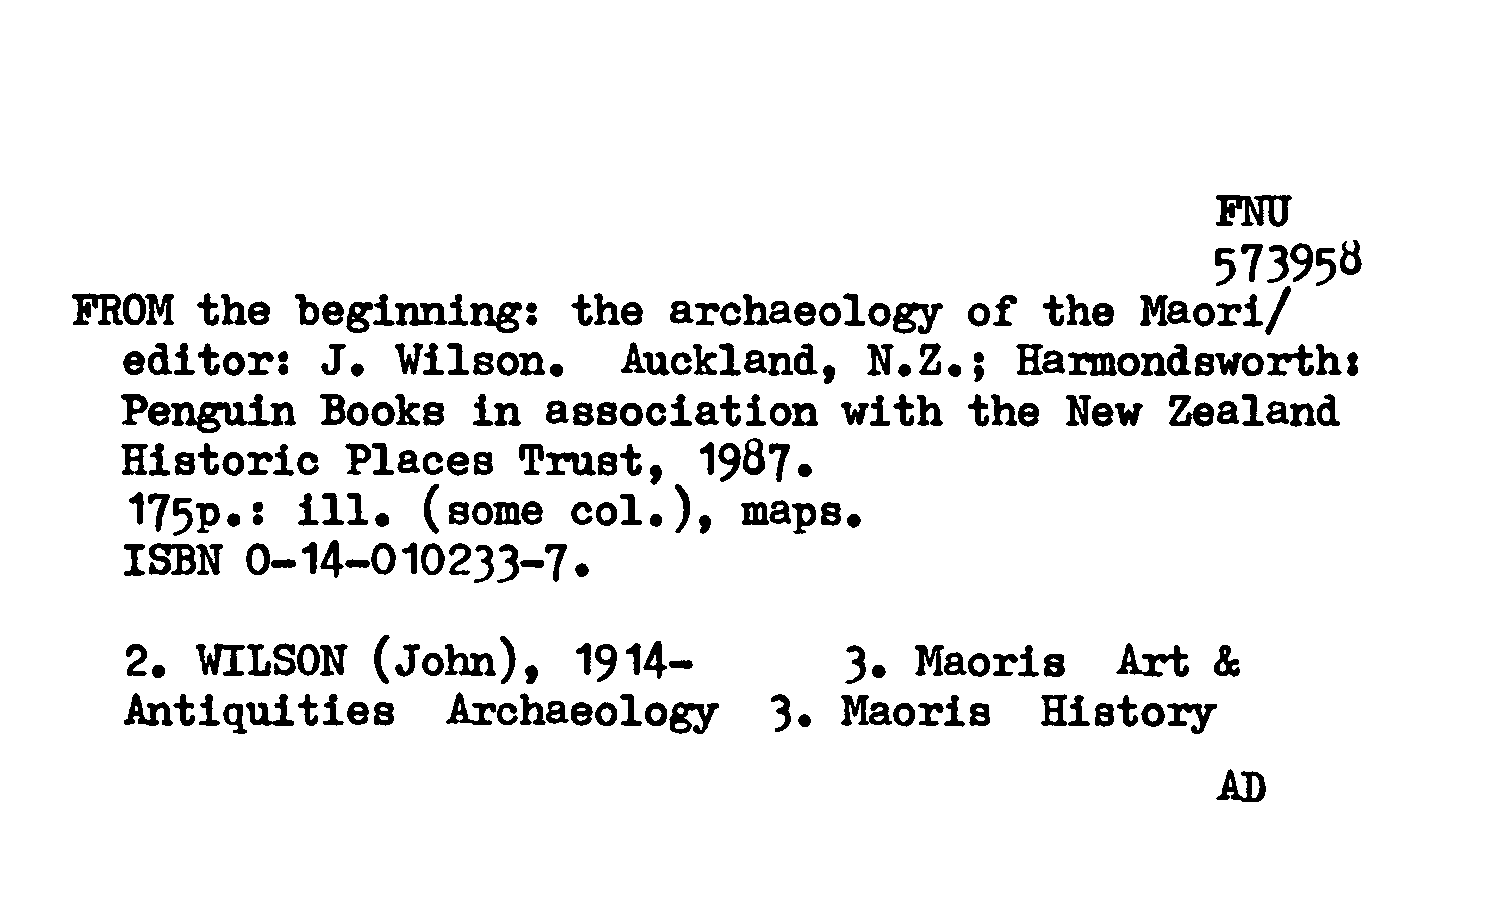 FNU
573958
FROM the beginning: the archaeology of the Maori/
editor: J. Wilson. Auckland, N.Z.; Harmondsworth:
Penguin Books in association with the New Zealand
Historic Places Trust, 1987.
175p.: ill. (some col.), maps.
ISBN 0-14-010233-7.
2. WILSON (John), 1914- 3. Maoris Art &
Antiquities Archaeology 3. Maoris History
AD